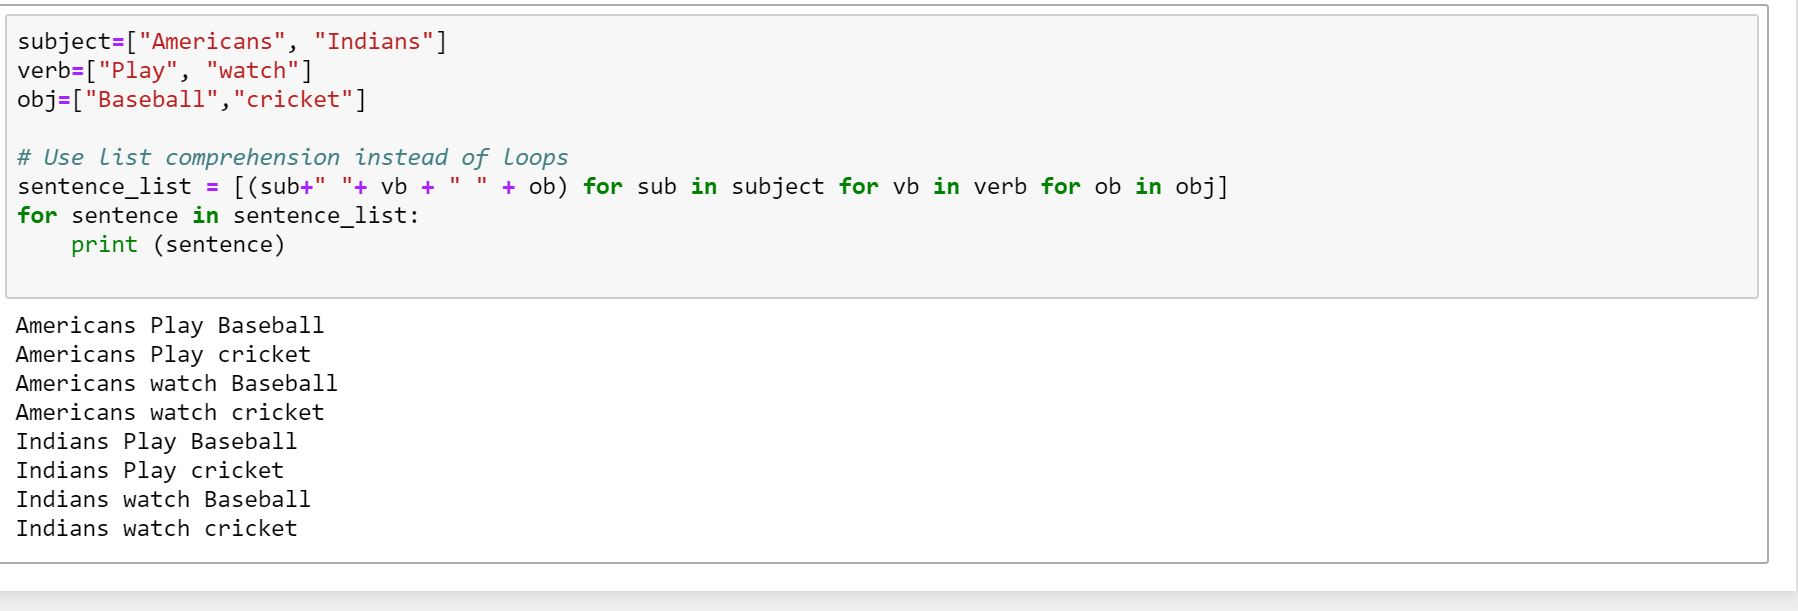 subject=["Americans", "Indians"]
verb=["Play", "watch"]
obj=["Baseball","cricket"]
# Use list comprehension instead of loops
sentence_list = [(sub+" "+ vb + " " + ob) for sub in subject for vb in verb for ob in obj]
for sentence in sentence_list:
    print (sentence)
Americans Play Baseball
Americans Play cricket
Americans watch Baseball
Americans watch cricket
Indians Play Baseball
Indians Play cricket
Indians watch Baseball
Indians watch cricket